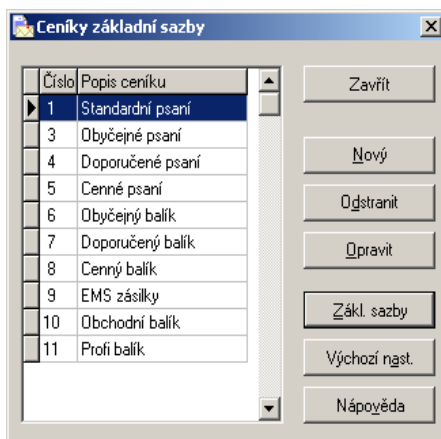 Ceníky základní sazby
Číslo Popis ceníku
1 Standardní psaní
3 Obyčejné psaní
4 Doporučené psaní
5 Cenné psaní
6 Obyčejný balík
7 Doporučený balík
8 Cenný balík
9 EMS zásilky
10 Obchodní balík
11 Profi balík
Zavřít
Nový
Odstranit
Opravit
Zákl. sazby
Výchozí nast.
Nápověda